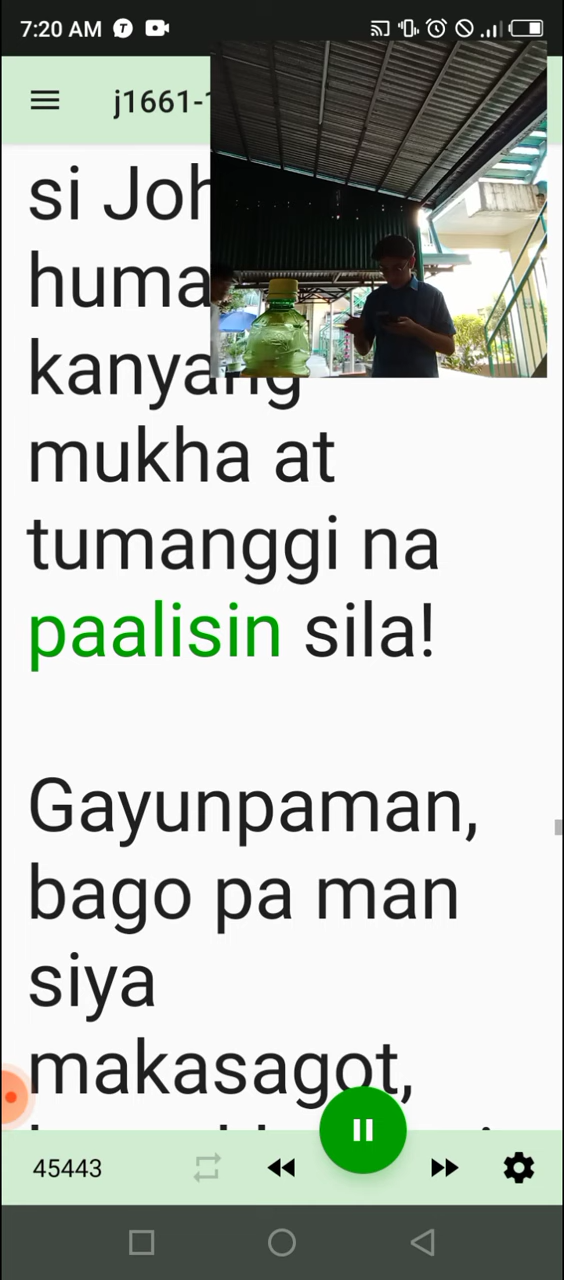 7:20 AM
j1661-
si Joh
huma
kanyang
mukha at
tumanggi na
paalisin sila!
Gayunpaman,
bago pa man
siya
makasagot,
45443